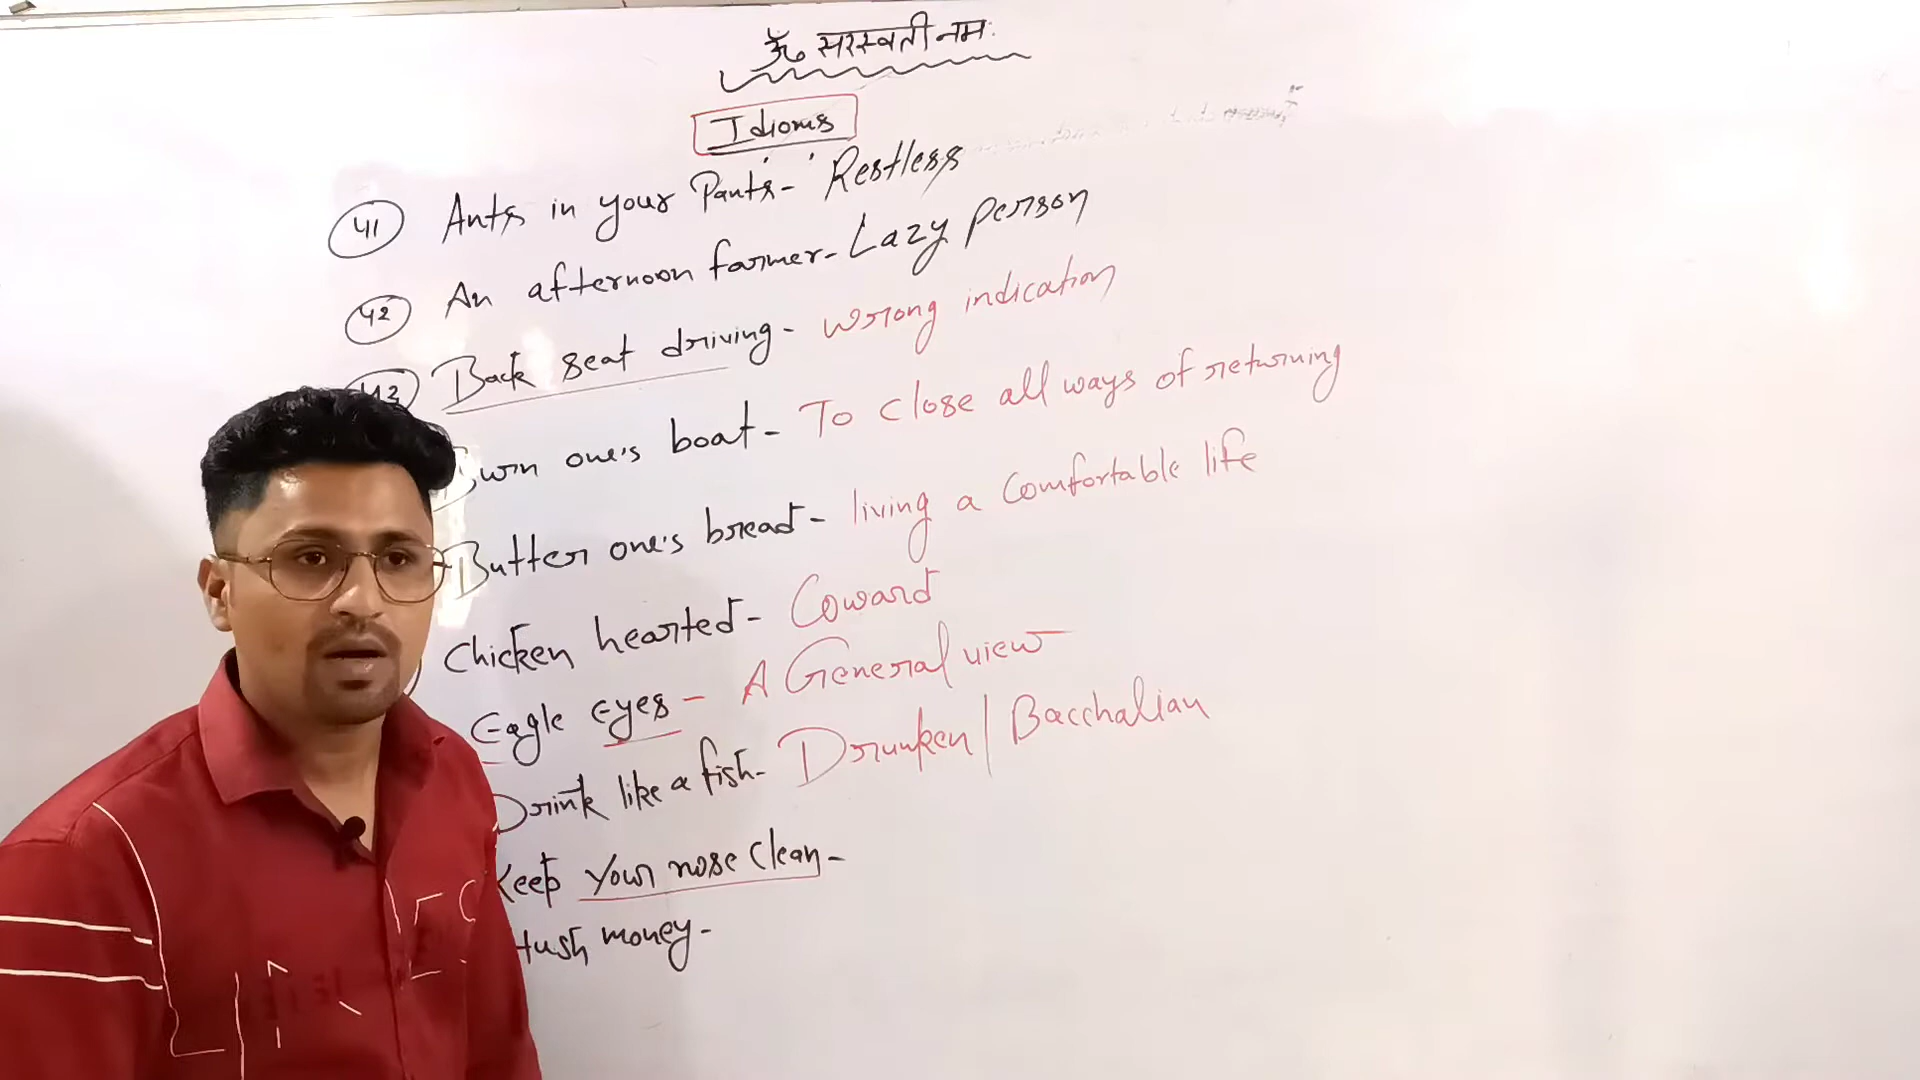 ॐ सरस्वती नमः
Idioms
41 Ants in your Pants - Restless
42 An afternoon farmer - Lazy person
43 Back seat driving - Wrong indication
Burn one's boat - To close all ways of returning
Butter one's bread - living a comfortable life
Chicken hearted - Coward
Eagle Eyes - A General view
Drink like a fish - Drunken / Bacchalian
Keep your nose clean -
Hush money -